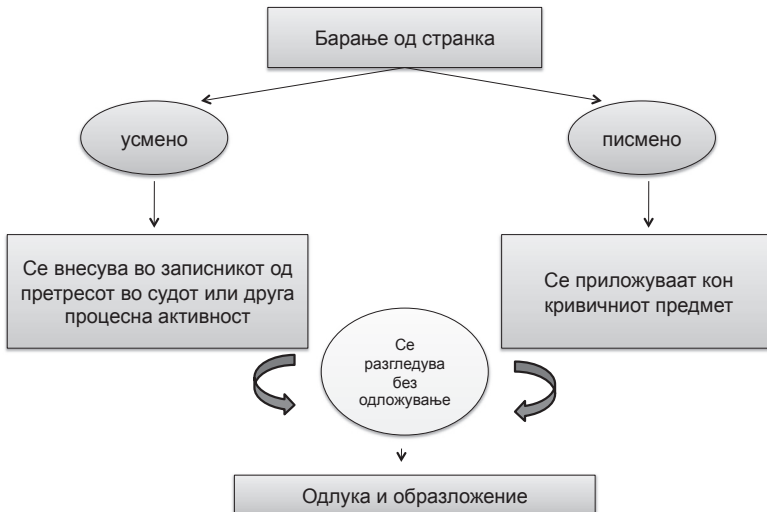 Барање од странка
усмено
писмено
Се внесува во записникот од
претресот во судот или друга
процесна активност
Се приложуваат кон
кривичниот предмет
Се
разгледува
без
одложување
Одлука и образложение